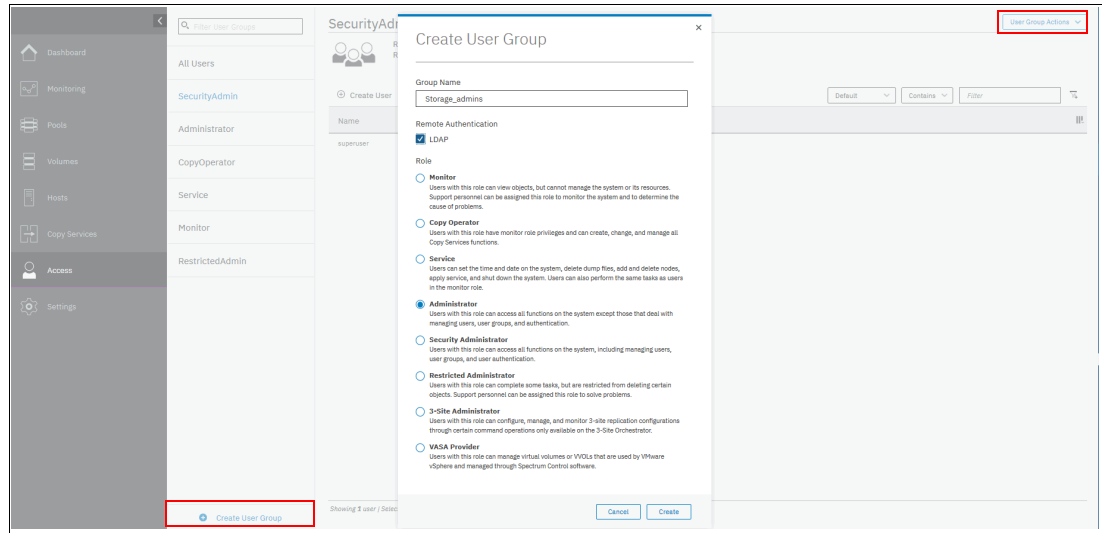 Filter User Groups
SecurityAdr
User Group Actions
Dashboard
Monitoring
Pools
Volumes
Hosts
Copy Services
Access
Settings
All Users
SecurityAdmin
Administrator
CopyOperator
Service
Monitor
RestrictedAdmin
Create User Group
R
R
Create User
Default
Contains
Filter
Name
superuser
Create User Group
Group Name
Storage_admins
Remote Authentication
LDAP
Role
Monitor
Users with this role can view objects, but cannot manage the system or its resources.
Support personnel can be assigned this role to monitor the system and to determine the
cause of problems.
Copy Operator
Users with this role have monitor role privileges and can create, change, and manage all
Copy Services functions.
Service
Users can set the time and date on the system, delete dump files, add and delete nodes,
apply service, and shut down the system. Users can also perform the same tasks as users
in the monitor role.
Administrator
Users with this role can access all functions on the system except those that deal with
managing users, user groups, and authentication.
Security Administrator
Users with this role can access all functions on the system, including managing users,
user groups, and user authentication.
Restricted Administrator
Users with this role can complete some tasks, but are restricted from deleting certain
objects. Support personnel can be assigned this role to solve problems.
3-Site Administrator
Users with this role can configure, manage, and monitor 3-site replication configurations
through certain command operations only available on the 3-Site Orchestrator.
VASA Provider
Users with this role can manage virtual volumes or VVOLs that are used by VMware
vSphere and managed through Spectrum Control software.
Showing 1 user | Selec
Cancel
Create